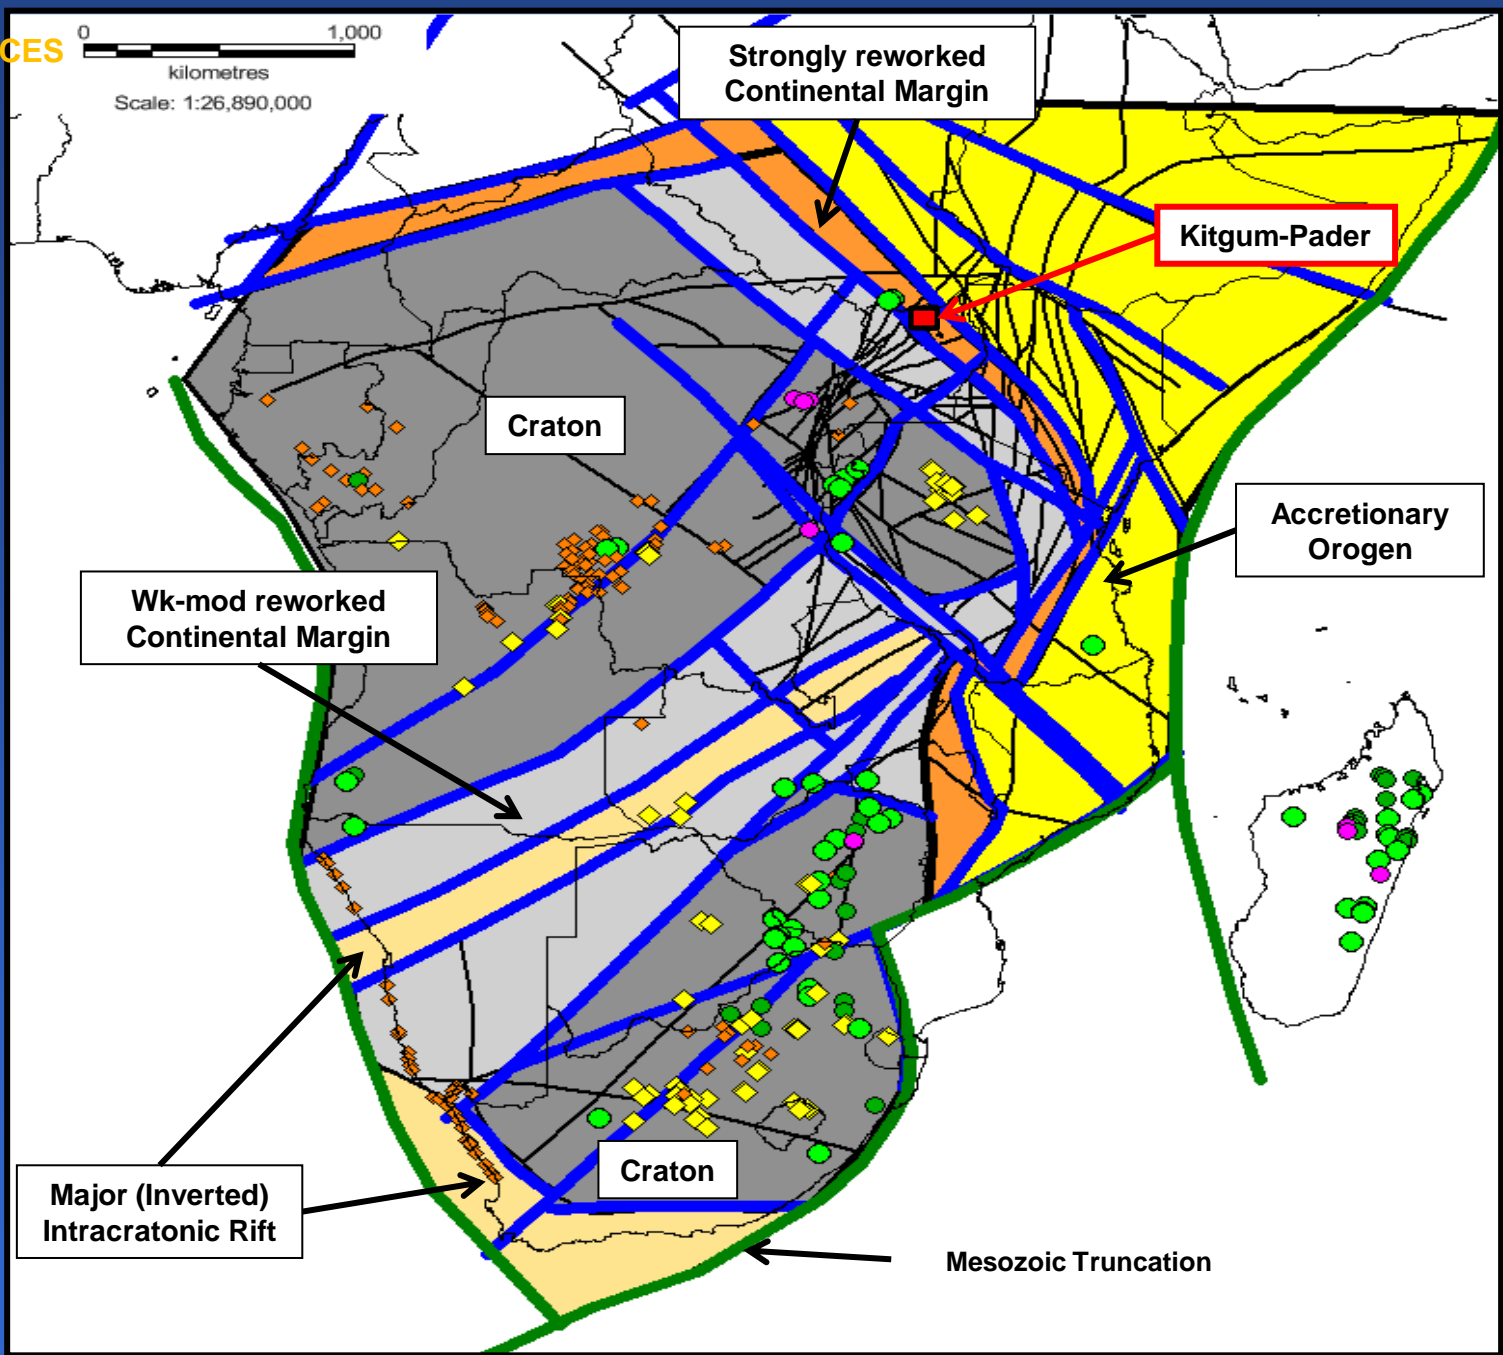 CES
0 1,000
kilometres
Scale: 1:26,890,000
Strongly reworked
Continental Margin
Kitgum-Pader
Craton
Accretionary
Orogen
Wk-mod reworked
Continental Margin
Craton
Major (Inverted)
Intracratonic Rift
Mesozoic Truncation